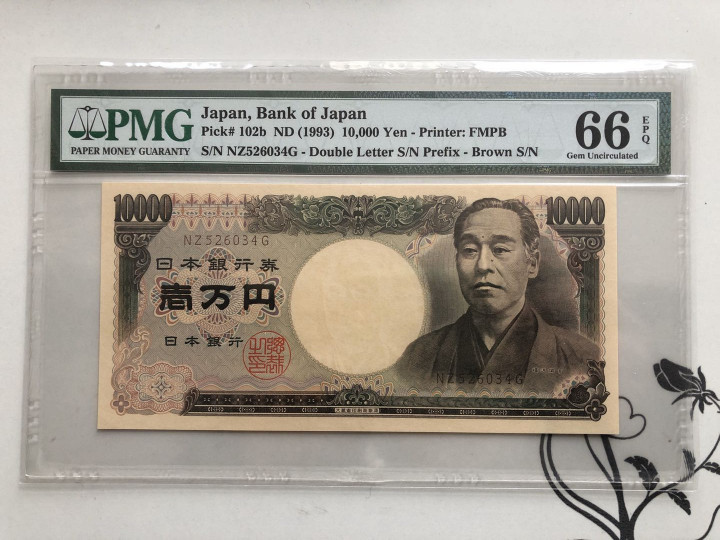 PMG
PAPER MONEY GUARANTY
Japan, Bank of Japan
Pick# 102b ND (1993) 10,000 Yen - Printer: FMPB
S/N NZ526034G - Double Letter S/N Prefix - Brown S/N
66
EPQ
Gem Uncirculated
10000
10000
NZ526034G
日本銀行券
壱万円
日本銀行
NZ526034G